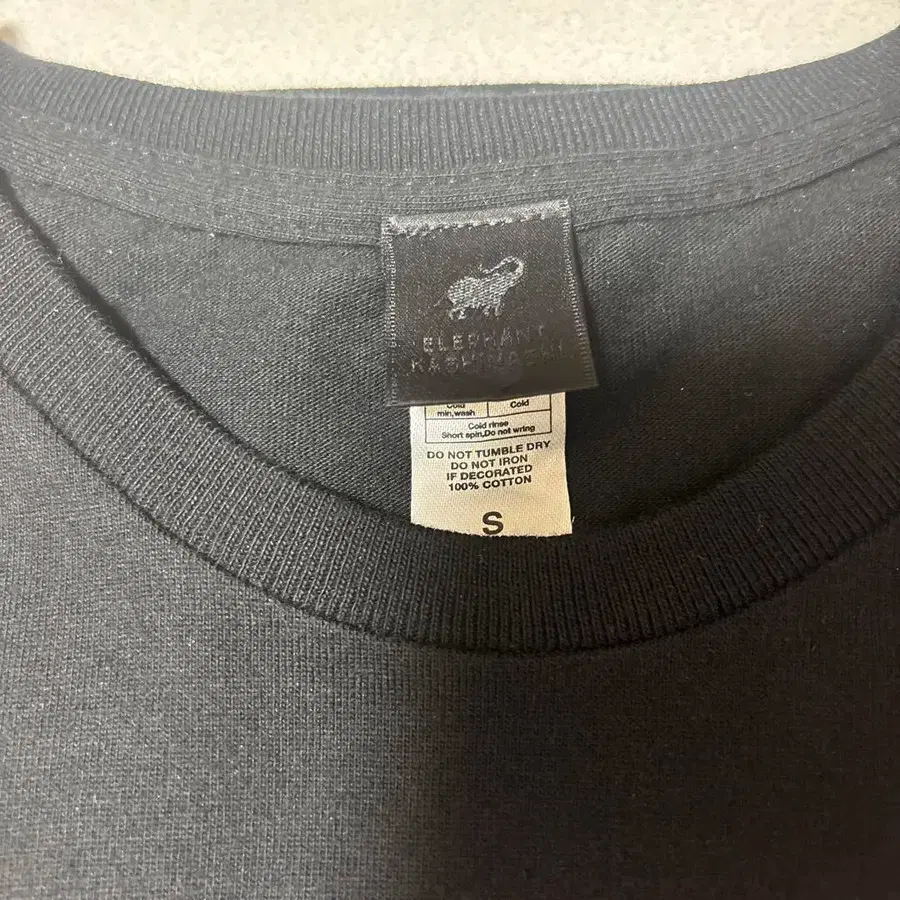 ELEPHANT
KASHIMASHI
Cold
min,wash
Cold
Cold rinse
Short spin,Do not wring
DO NOT TUMBLE DRY
DO NOT IRON
IF DECORATED
100% COTTON
S